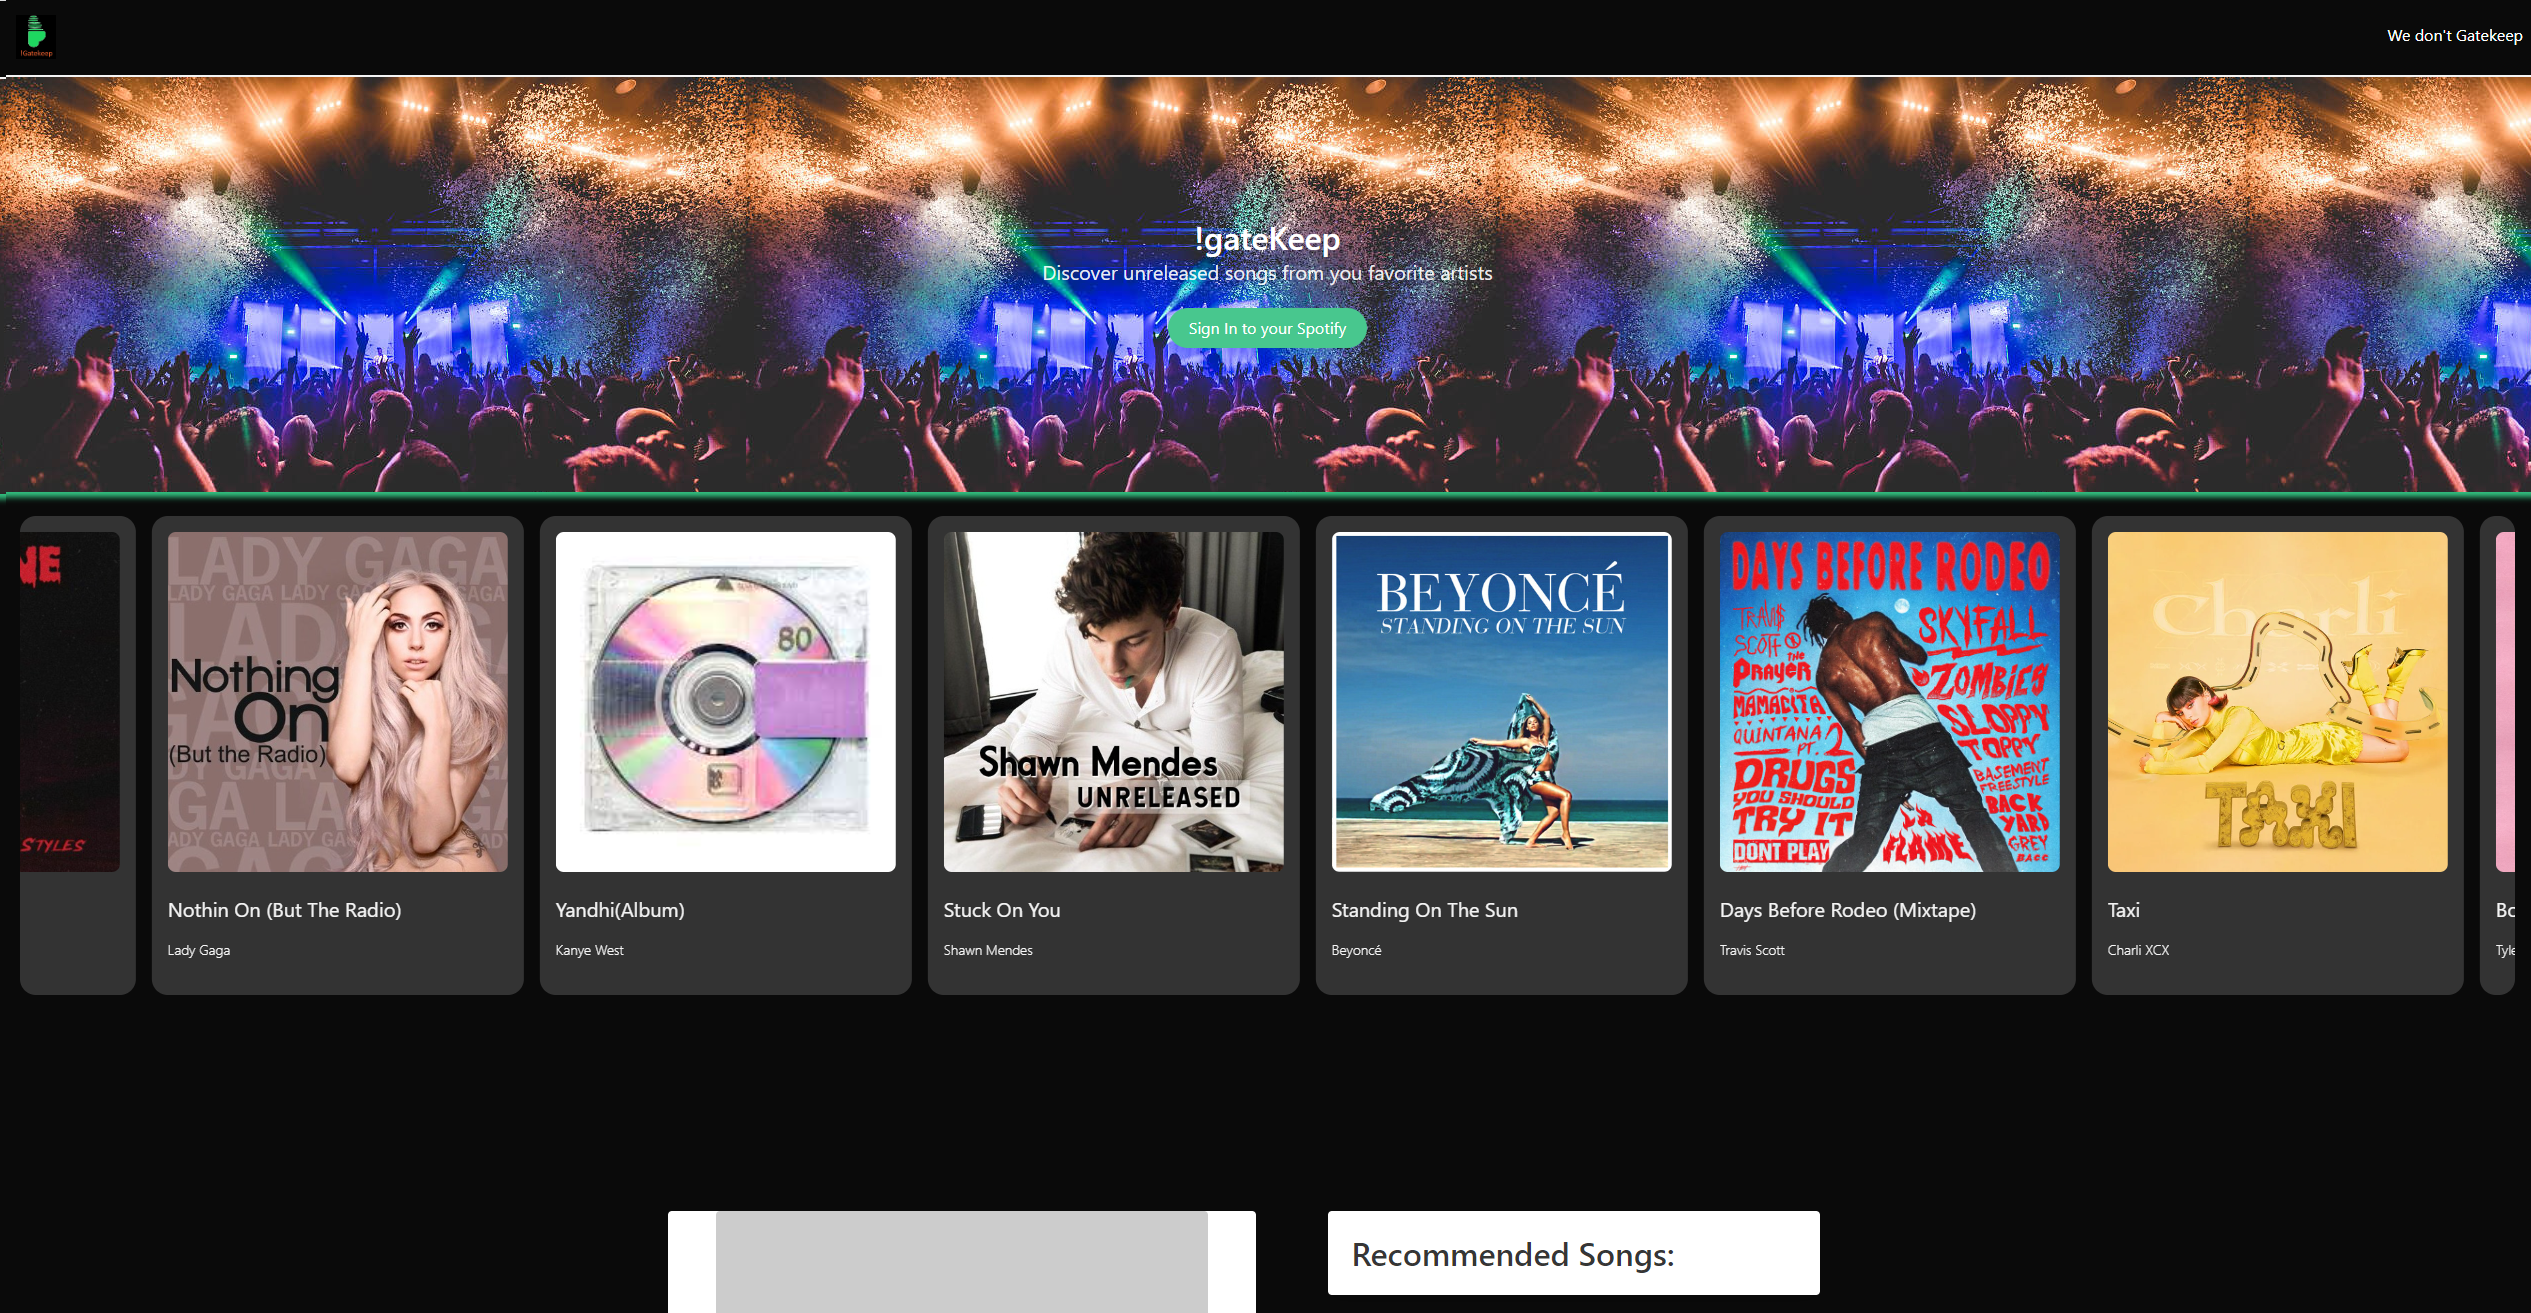 !Gatekeep
We don't Gatekeep
!gateKeep
Discover unreleased songs from you favorite artists
Sign In to your Spotify
STYLES
LADY GAGA
LADY GAGA LADY GAGA
Nothing
On
(But the Radio)
Nothin On (But The Radio)
Lady Gaga
80
Yandhi(Album)
Kanye West
Shawn Mendes
UNRELEASED
Stuck On You
Shawn Mendes
BEYONCÉ
STANDING ON THE SUN
Standing On The Sun
Beyoncé
DAYS BEFORE RODEO
TRAVI$
SCOTT
SKYFALL
THE
PRAYER
ZOMBIES
MAMACITA
SLOPPY
TOPPY
QUINTANA
PT. 2
BASEMENT
FREESTYLE
DRUGS
YOU SHOULD
TRY IT
BACK
YARD
DONT PLAY
FLAME
GREY
Days Before Rodeo (Mixtape)
Travis Scott
Charli
TAXI
Taxi
Charli XCX
Recommended Songs: